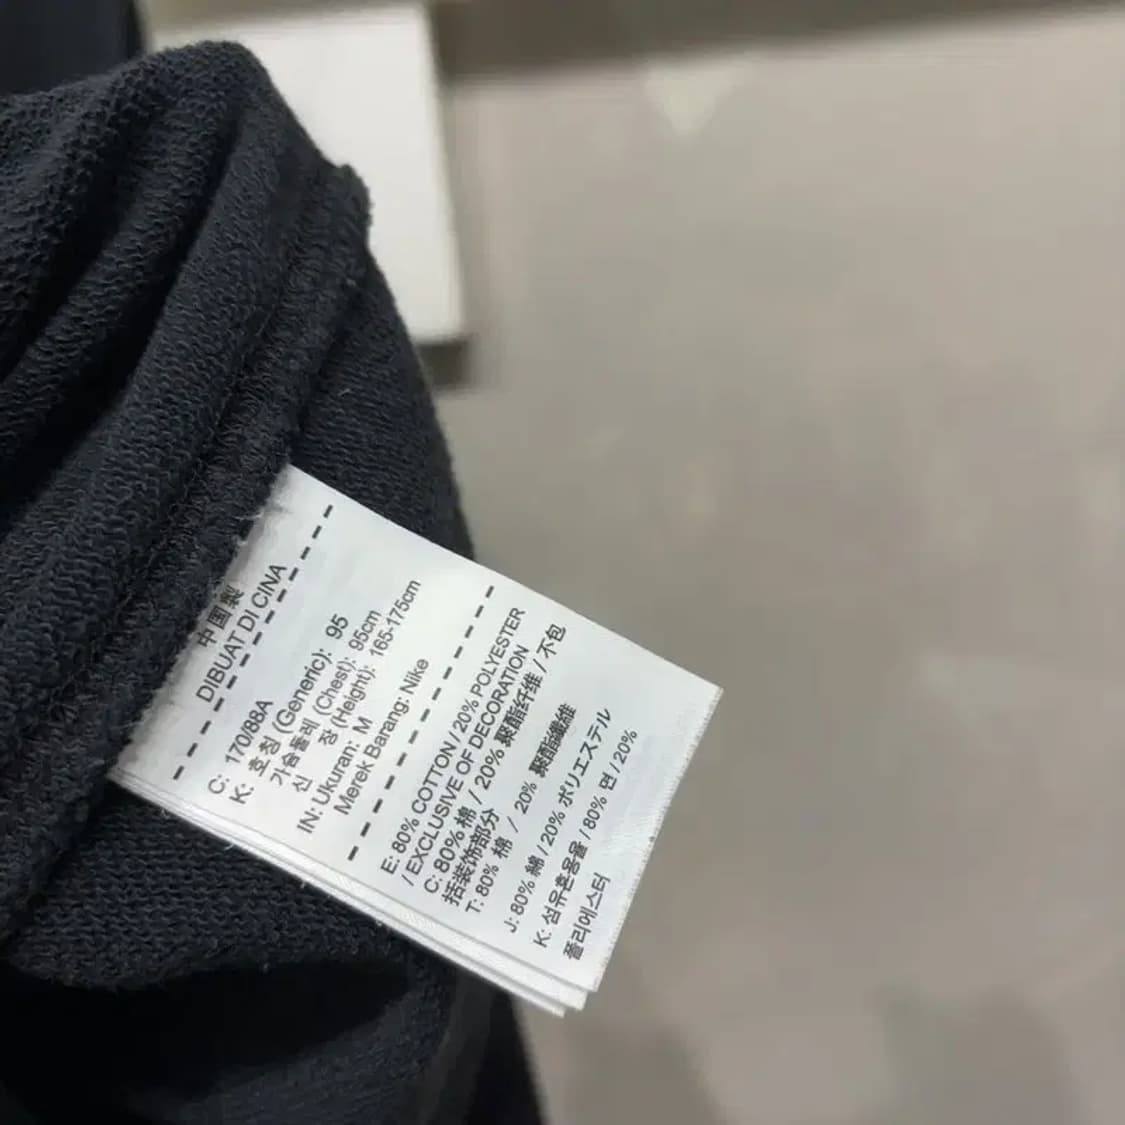 中国製
DIBUAT DI CINA
C: 170/88A
K: 호칭 (Generic): 95
가슴둘레 (Chest): 95cm
신 장 (Height): 165-175cm
IN: Ukuran: M
Merek Barang: Nike
E: 80% COTTON / 20% POLYESTER
/ EXCLUSIVE OF DECORATION
C: 80% 棉 / 20% 聚酯纤维 / 不包
括装饰部分
T: 80% 棉 / 20% 聚酯纖維
J: 80% 綿 / 20% ポリエステル
K: 섬유혼용율 / 80% 면 / 20%
폴리에스터